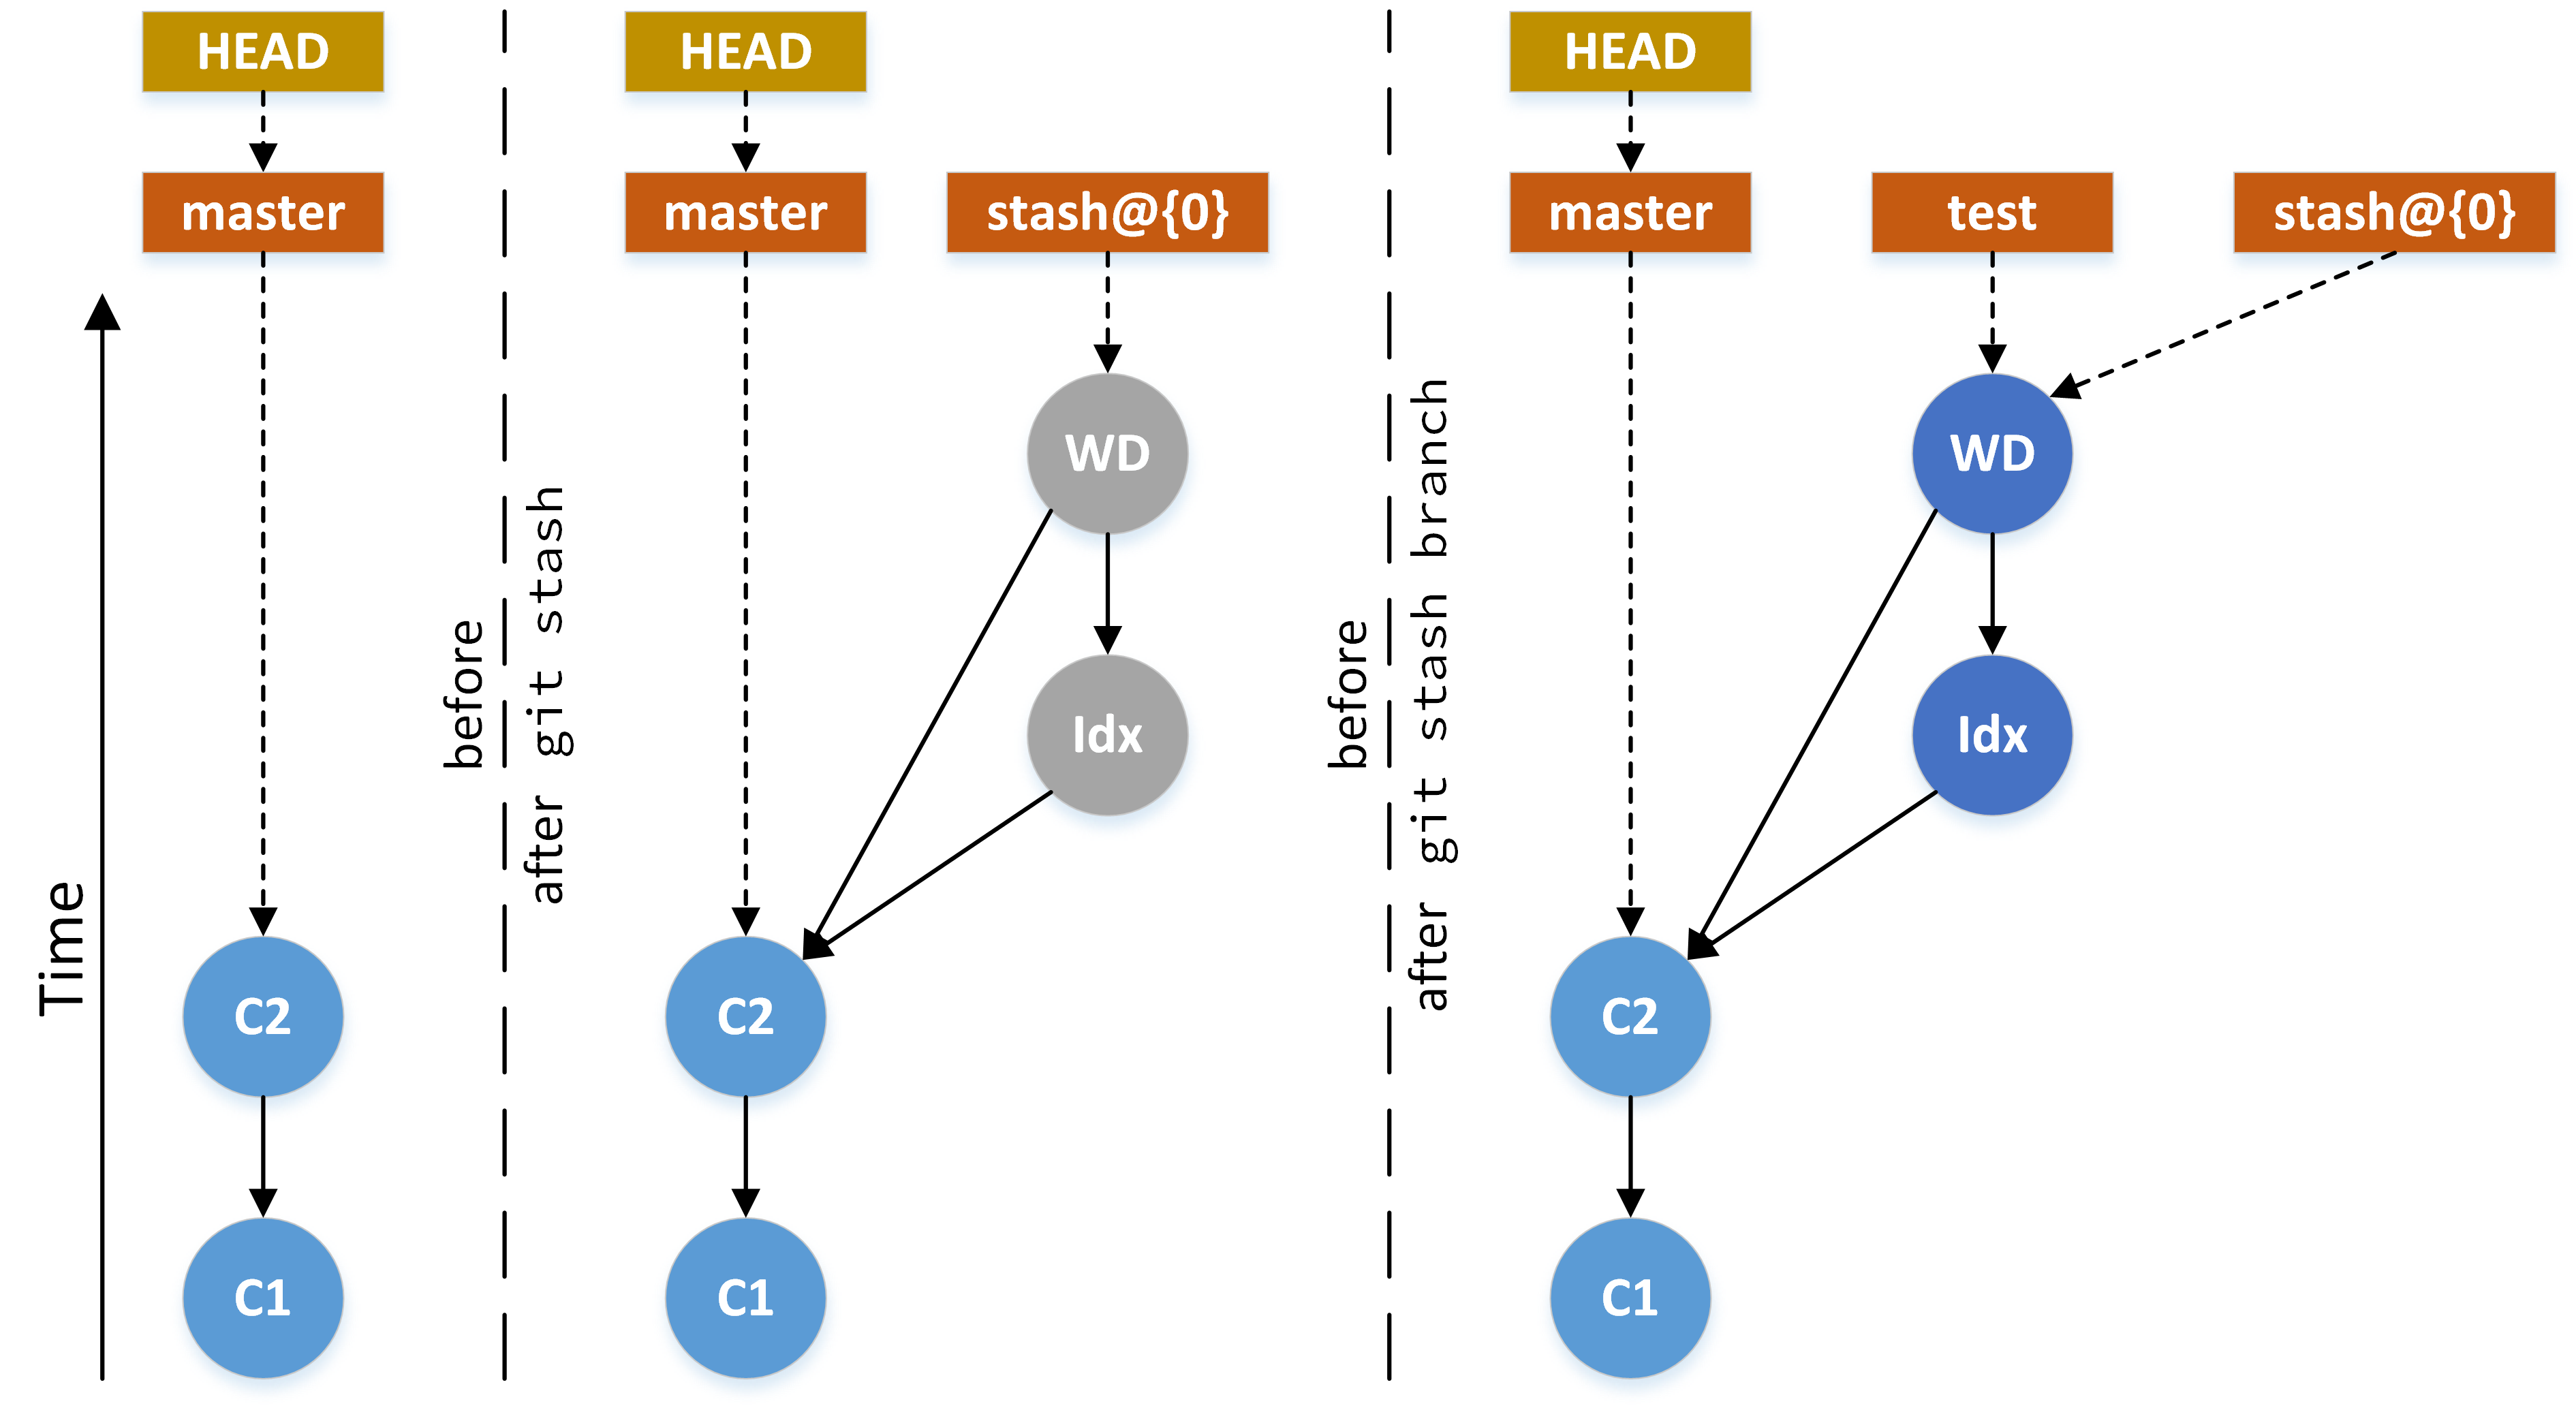 HEAD
master
Time
C2
C1
before
after git stash
HEAD
master
stash@{0}
WD
Idx
C2
C1
before
after git stash branch
HEAD
master
test
stash@{0}
WD
Idx
C2
C1